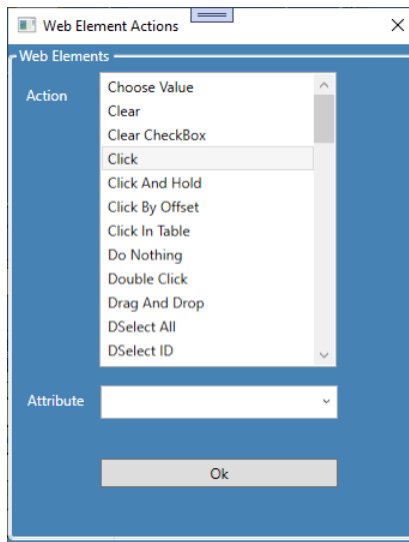 Web Element Actions
Web Elements
Action
Choose Value
Clear
Clear CheckBox
Click
Click And Hold
Click By Offset
Click In Table
Do Nothing
Double Click
Drag And Drop
DSelect All
DSelect ID
Attribute
Ok